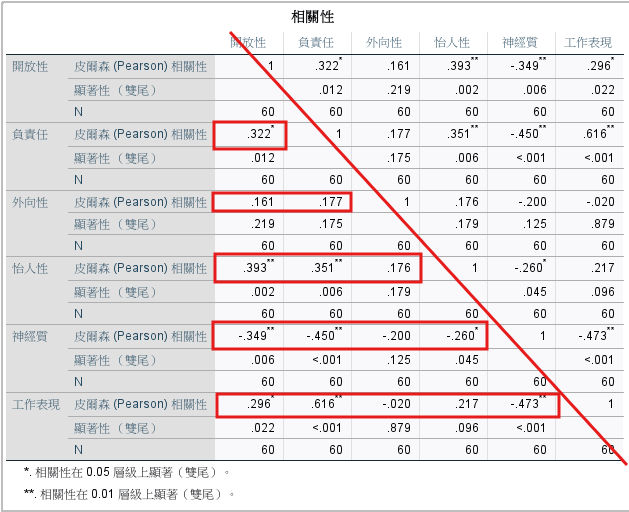 相關性
開放性 負責任 外向性 怡人性 神經質 工作表現
開放性 皮爾森 (Pearson) 相關性 1 .322* .161 .393** -.349** .296*
顯著性（雙尾） .012 .219 .002 .006 .022
N 60 60 60 60 60 60
負責任 皮爾森 (Pearson) 相關性 .322* 1 .177 .351** -.450** .616**
顯著性（雙尾） .012 .175 .006 <.001 <.001
N 60 60 60 60 60 60
外向性 皮爾森 (Pearson) 相關性 .161 .177 1 .176 -.200 -.020
顯著性（雙尾） .219 .175 .179 .125 .879
N 60 60 60 60 60 60
怡人性 皮爾森 (Pearson) 相關性 .393** .351** .176 1 -.260* .217
顯著性（雙尾） .002 .006 .179 .045 .096
N 60 60 60 60 60 60
神經質 皮爾森 (Pearson) 相關性 -.349** -.450** -.200 -.260* 1 -.473**
顯著性（雙尾） .006 <.001 .125 .045 <.001
N 60 60 60 60 60 60
工作表現 皮爾森 (Pearson) 相關性 .296* .616** -.020 .217 -.473** 1
顯著性（雙尾） .022 <.001 .879 .096 <.001
N 60 60 60 60 60 60
*. 相關性在 0.05 層級上顯著（雙尾）。
**. 相關性在 0.01 層級上顯著（雙尾）。